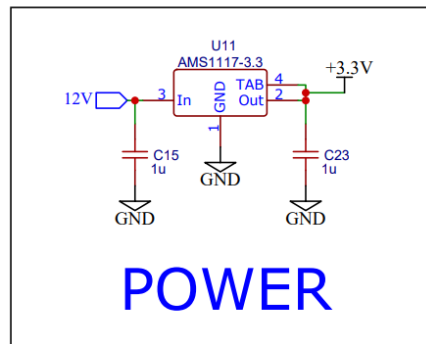 U11
AMS1117-3.3
+3.3V
12V
3
In
GND
TAB
4
Out
2
1
C15
1u
C23
1u
GND
GND
GND
POWER